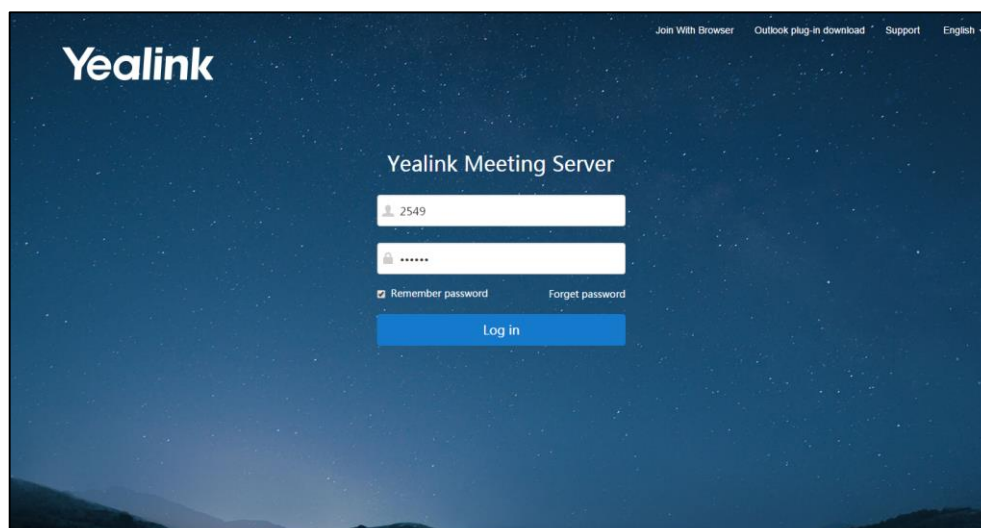 Join With Browser Outlook plug-in download Support English
Yealink
Yealink Meeting Server
2549
••••••
Remember password Forget password
Log in